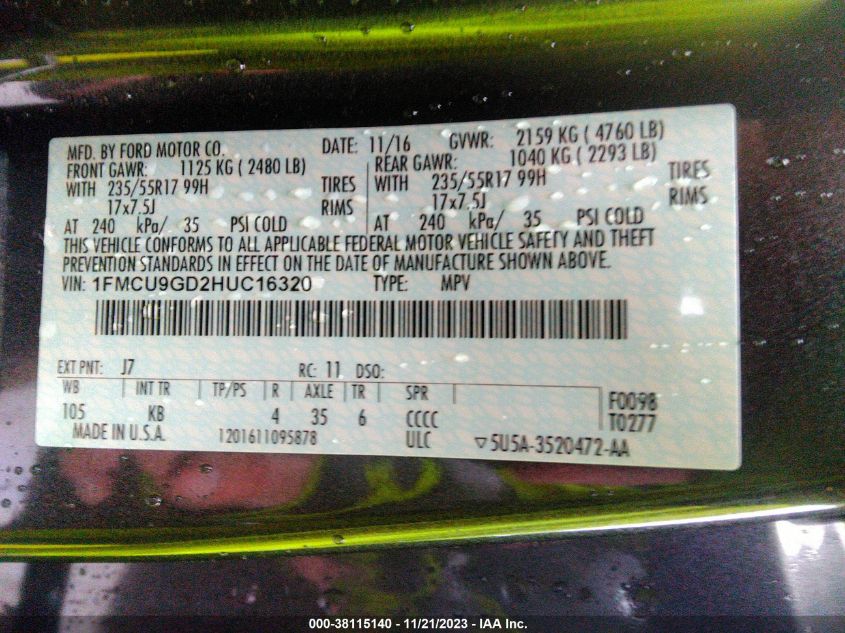 MFD. BY FORD MOTOR CO. DATE: 11/16 GVWR: 2159 KG ( 4760 LB)
FRONT GAWR: 1125 KG ( 2480 LB) REAR GAWR: 1040 KG ( 2293 LB)
WITH 235/55R17 99H TIRES WITH 235/55R17 99H TIRES
17x7.5J RIMS 17x7.5J RIMS
AT 240 kPa/ 35 PSI COLD AT 240 kPa/ 35 PSI COLD
THIS VEHICLE CONFORMS TO ALL APPLICABLE FEDERAL MOTOR VEHICLE SAFETY AND THEFT
PREVENTION STANDARDS IN EFFECT ON THE DATE OF MANUFACTURE SHOWN ABOVE.
VIN: 1FMCU9GD2HUC16320 TYPE: MPV
EXT PNT: J7 RC: 11 DSO:
WB INT TR TP/PS R AXLE TR SPR F0098
105 KB 4 35 6 CCCC T0277
MADE IN U.S.A. 1201611095878 ULC ▽5U5A-3520472-AA
000-38115140 - 11/21/2023 - IAA Inc.